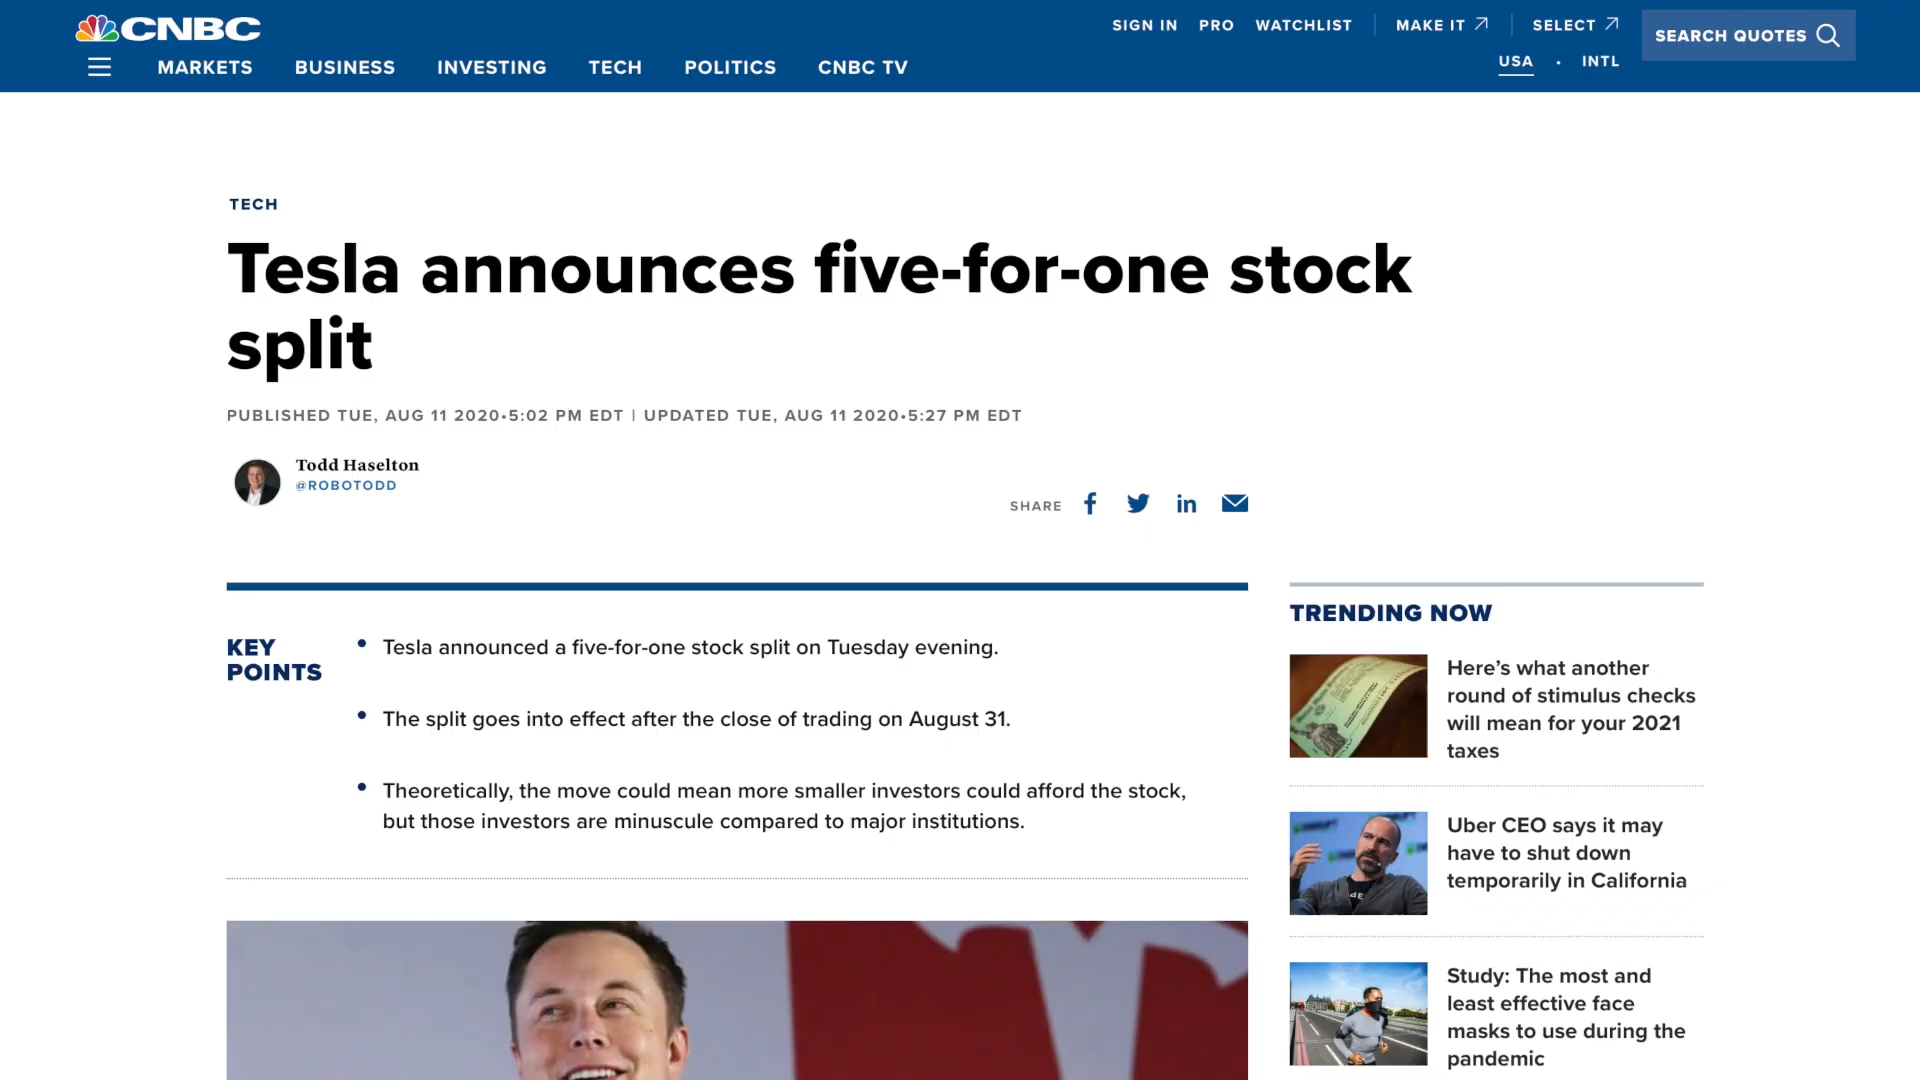 CNBC
SIGN IN
PRO
WATCHLIST
MAKE IT
SELECT
SEARCH QUOTES
USA
•
INTL
MARKETS
BUSINESS
INVESTING
TECH
POLITICS
CNBC TV
TECH
Tesla announces five-for-one stock
split
PUBLISHED TUE, AUG 11 2020•5:02 PM EDT | UPDATED TUE, AUG 11 2020•5:27 PM EDT
Todd Haselton
@ROBOTODD
SHARE
KEY
POINTS
• Tesla announced a five-for-one stock split on Tuesday evening.
• The split goes into effect after the close of trading on August 31.
• Theoretically, the move could mean more smaller investors could afford the stock,
but those investors are minuscule compared to major institutions.
TRENDING NOW
Here’s what another
round of stimulus checks
will mean for your 2021
taxes
Uber CEO says it may
have to shut down
temporarily in California
Study: The most and
least effective face
masks to use during the
pandemic